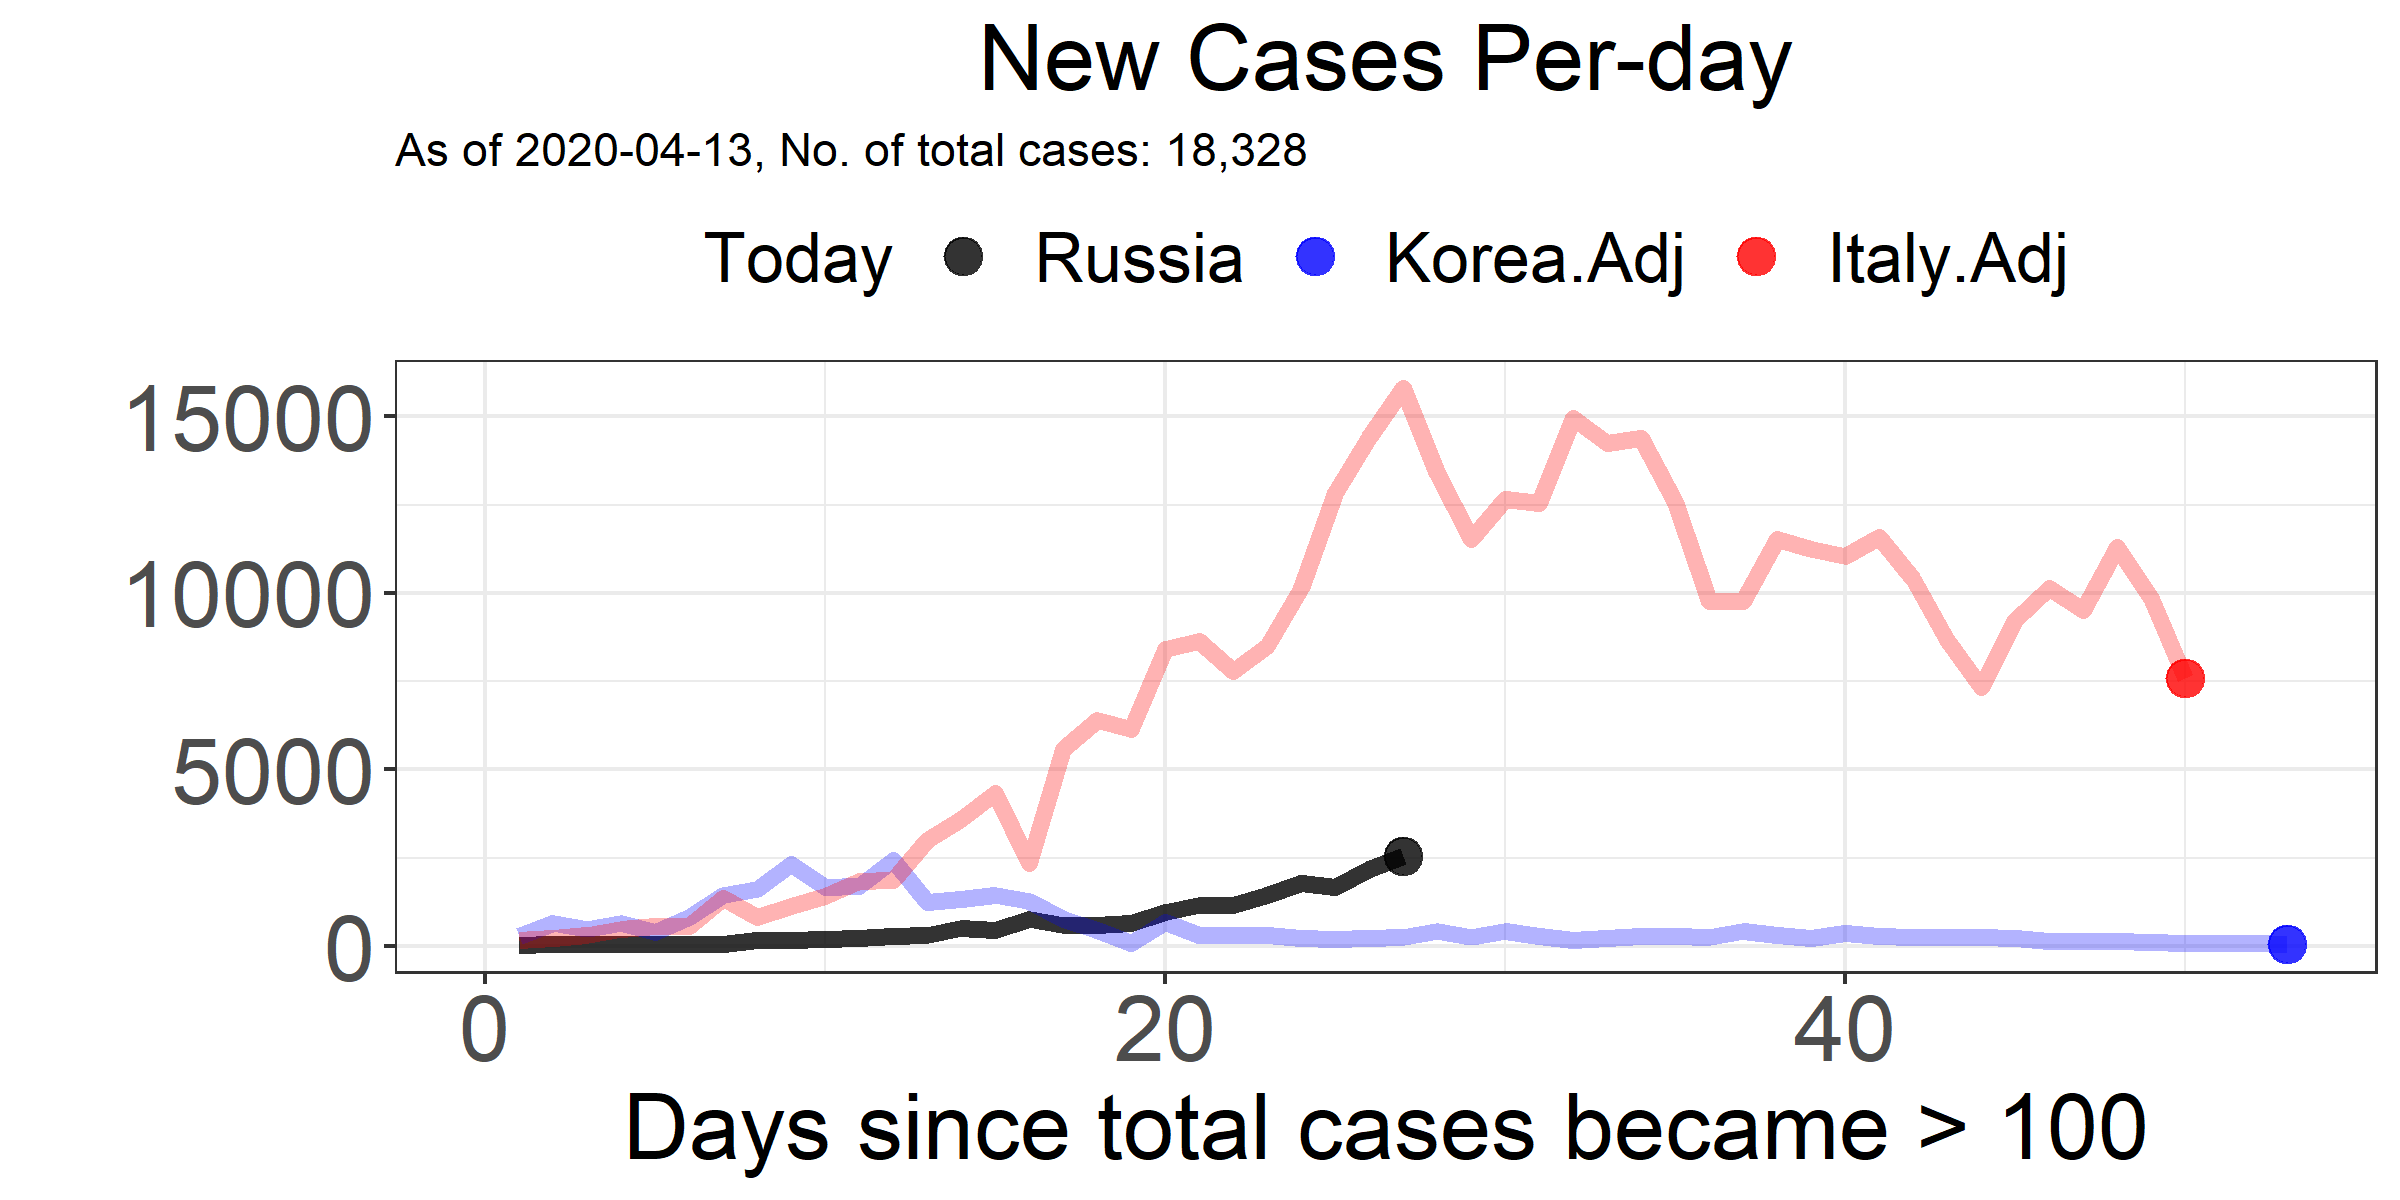 New Cases Per-day
As of 2020-04-13, No. of total cases: 18,328
Today Russia Korea.Adj Italy.Adj
15000
10000
5000
0
0 20 40
Days since total cases became > 100